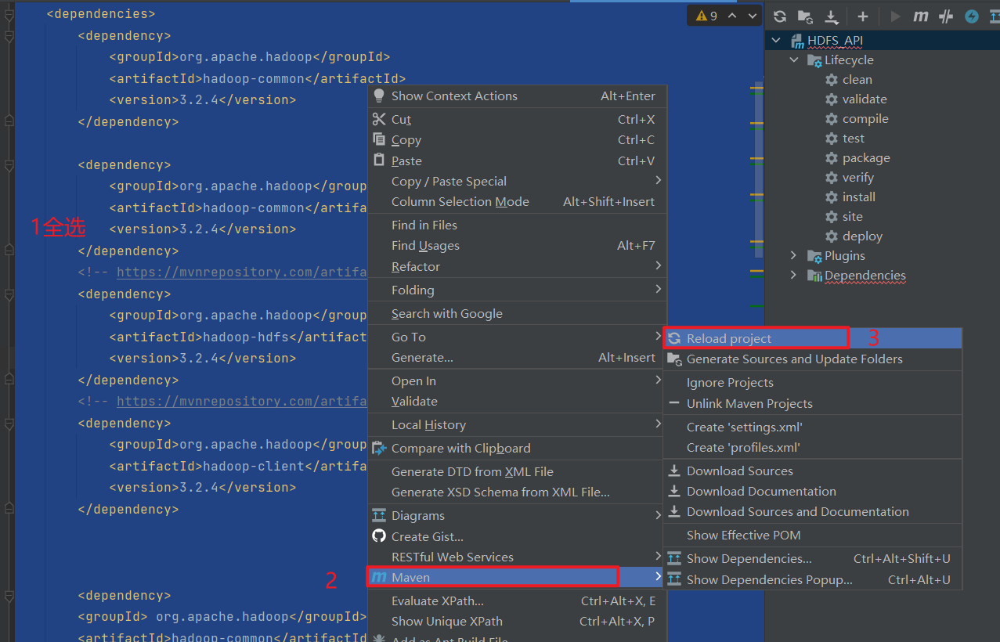 <dependencies>
<dependency>
<groupId>org.apache.hadoop</groupId>
<artifactId>hadoop-common</artifactId>
<version>3.2.4</version>
</dependency>
<dependency>
<groupId>org.apache.hadoop</group
<artifactId>hadoop-common</artifa
1全选
<version>3.2.4</version>
</dependency>
<!-- https://mvnrepository.com/artifa
<dependency>
<groupId>org.apache.hadoop</group
<artifactId>hadoop-hdfs</artifact
<version>3.2.4</version>
</dependency>
<!-- https://mvnrepository.com/artifa
<dependency>
<groupId>org.apache.hadoop</group
<artifactId>hadoop-client</artifa
<version>3.2.4</version>
</dependency>
<dependency>
<groupId> org.apache.hadoop</groupId>
<artifactId>hadoop-common</artifactId
9
Show Context Actions Alt+Enter
Cut Ctrl+X
Copy Ctrl+C
Paste Ctrl+V
Copy / Paste Special
Column Selection Mode Alt+Shift+Insert
Find in Files
Find Usages Alt+F7
Refactor
Folding
Search with Google
Go To
Generate... Alt+Insert
Open In
Validate
Local History
Compare with Clipboard
Generate DTD from XML File
Generate XSD Schema from XML File...
Diagrams
Create Gist...
RESTful Web Services
2
m Maven
Evaluate XPath... Ctrl+Alt+X, E
Show Unique XPath Ctrl+Alt+X, P
Add as Ant Build File
m
HDFS_API
Lifecycle
clean
validate
compile
test
package
verify
install
site
deploy
Plugins
Dependencies
Reload project 3
Generate Sources and Update Folders
Ignore Projects
Unlink Maven Projects
Create 'settings.xml'
Create 'profiles.xml'
Download Sources
Download Documentation
Download Sources and Documentation
Show Effective POM
Show Dependencies... Ctrl+Alt+Shift+U
Show Dependencies Popup... Ctrl+Alt+U